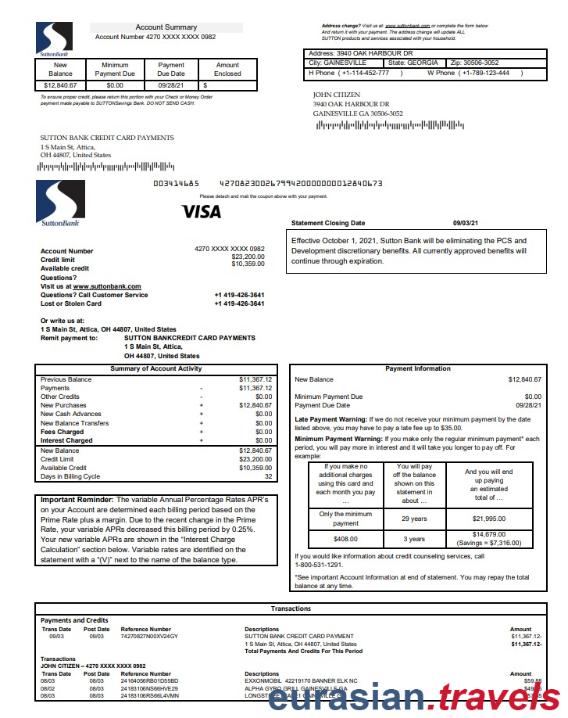 Account Summary
Account Number 4270 XXXX XXXX 0982
SuttonBank
New Balance
Minimum Payment Due
Payment Due Date
Amount Enclosed
$12,840.67
$0.00
09/28/21
$
To ensure proper credit, please return this portion with your Check or Money Order
payment made payable to SUTTONSavings Bank. DO NOT SEND CASH.
Address change? Visit us at www.suttonbank.com or complete the form below
And return it with your payment. The address change will update ALL
SUTTON products and services associated with your household.
Address: 3940 OAK HARBOUR DR
City: GAINESVILLE State: GEORGIA Zip: 30506-3052
H Phone ( +1-114-452-777 ) W Phone ( +1-789-123-444 )
JOHN CITIZEN
3940 OAK HARBOUR DR
GAINESVILLE GA 30506-3052
SUTTON BANK CREDIT CARD PAYMENTS
1 S Main St, Attica,
OH 44807, United States
003414685 4270823002679942000000012840673
Please detach and mail the coupon above with your payment.
SuttonBank
VISA
Statement Closing Date 09/03/21
Effective October 1, 2021, Sutton Bank will be eliminating the PCS and
Development discretionary benefits. All currently approved benefits will
continue through expiration.
Account Number 4270 XXXX XXXX 0982
Credit limit $23,200.00
Available credit $10,359.00
Questions?
Visit us at www.suttonbank.com
Questions? Call Customer Service +1 419-426-3641
Lost or Stolen Card +1 419-426-3641
Or write us at:
1 S Main St, Attica, OH 44807, United States
Remit payment to: SUTTON BANKCREDIT CARD PAYMENTS
1 S Main St, Attica,
OH 44807, United States
Summary of Account Activity
Previous Balance $11,367.12
Payments - $11,367.12
Other Credits - $0.00
New Purchases + $12,840.67
New Cash Advances + $0.00
New Balance Transfers + $0.00
Fees Charged + $0.00
Interest Charged + $0.00
New Balance $12,840.67
Credit Limit $23,200.00
Available Credit $10,359.00
Days in Billing Cycle 32
Important Reminder: The variable Annual Percentage Rates APR's
on your Account are determined each billing period based on the
Prime Rate plus a margin. Due to the recent change in the Prime
Rate, your variable APRs decreased this billing period by 0.25%.
Your new variable APRs are shown in the "Interest Charge
Calculation" section below. Variable rates are identified on the
statement with a "(V)" next to the name of the balance type.
Payment Information
New Balance $12,840.67
Minimum Payment Due $0.00
Payment Due Date 09/28/21
Late Payment Warning: If we do not receive your minimum payment by the date
listed above, you may have to pay a late fee up to $35.00.
Minimum Payment Warning: If you make only the regular minimum payment* each
period, you will pay more in interest and it will take you longer to pay off. For
example:
If you make no additional charges using this card and each month you pay ...
You will pay off the balance shown on this statement in about ...
And you will end up paying an estimated total of ...
Only the minimum payment
29 years
$21,995.00
$408.00
3 years
$14,679.00
(Savings = $7,316.00)
If you would like information about credit counseling services, call
1-800-531-1291.
*See important Account Information at end of statement. You may repay the total
balance at any time.
Transactions
Payments and Credits
Trans Date Post Date Reference Number Descriptions Amount
09/03 09/03 74270827N00XV24GY SUTTON BANK CREDIT CARD PAYMENT $11,367.12-
1 S Main St, Attica, OH 44807, United States $11,367.12-
Total Payments And Credits For This Period
Transactions
JOHN CITIZEN – 4270 XXXX XXXX 0982
Trans Date Post Date Reference Number Descriptions Amount
08/03 08/03 EXXONMOBIL 42219170 BANNER ELK NC
08/02 08/03 ALPHA GYRO GRILL GAINESVILLE GA
08/03 08/03
eurasian.travels